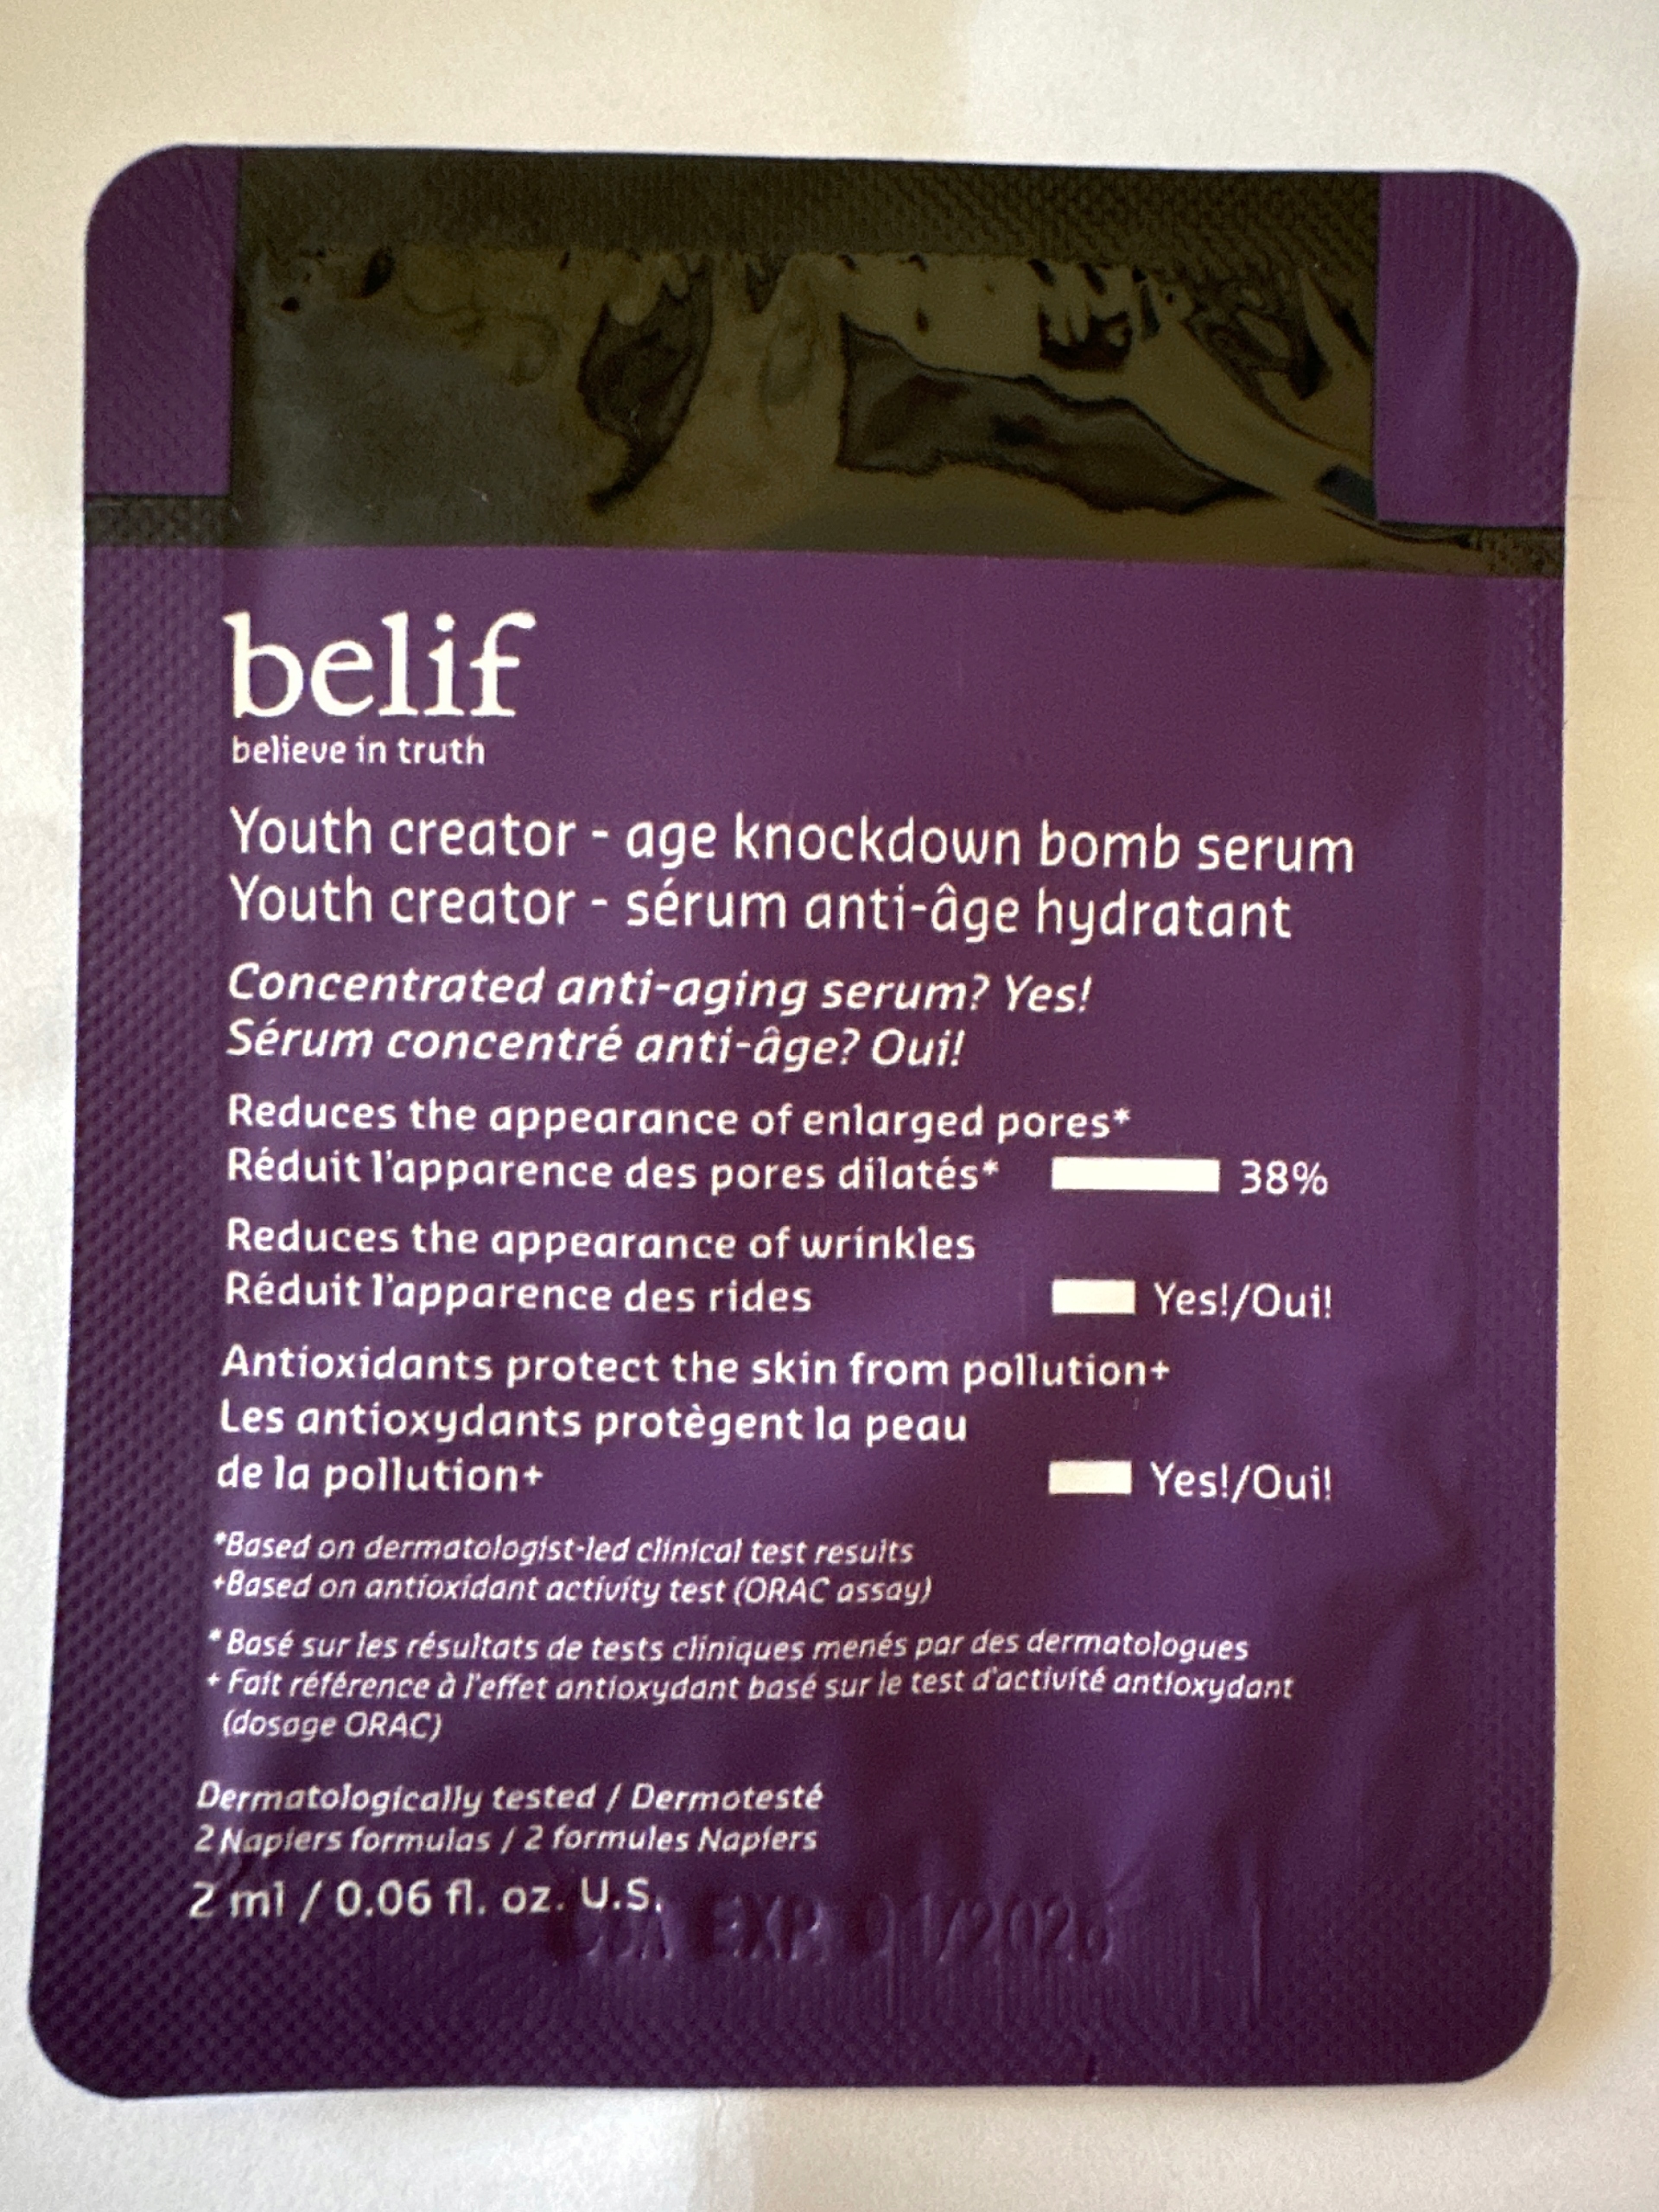 belif
believe in truth
Youth creator - age knockdown bomb serum
Youth creator - sérum anti-âge hydratant
Concentrated anti-aging serum? Yes!
Sérum concentré anti-âge? Oui!
Reduces the appearance of enlarged pores*
Réduit l'apparence des pores dilatés* 38%
Reduces the appearance of wrinkles
Réduit l'apparence des rides Yes!/Oui!
Antioxidants protect the skin from pollution+
Les antioxydants protègent la peau
de la pollution+ Yes!/Oui!
*Based on dermatologist-led clinical test results
+Based on antioxidant activity test (ORAC assay)
* Basé sur les résultats de tests cliniques menés par des dermatologues
+ Fait référence à l'effet antioxydant basé sur le test d'activité antioxydant
(dosage ORAC)
Dermatologically tested / Dermotesté
2 Napiers formulas / 2 formules Napiers
2 ml / 0.06 fl. oz. U.S.
EXP 01/2026